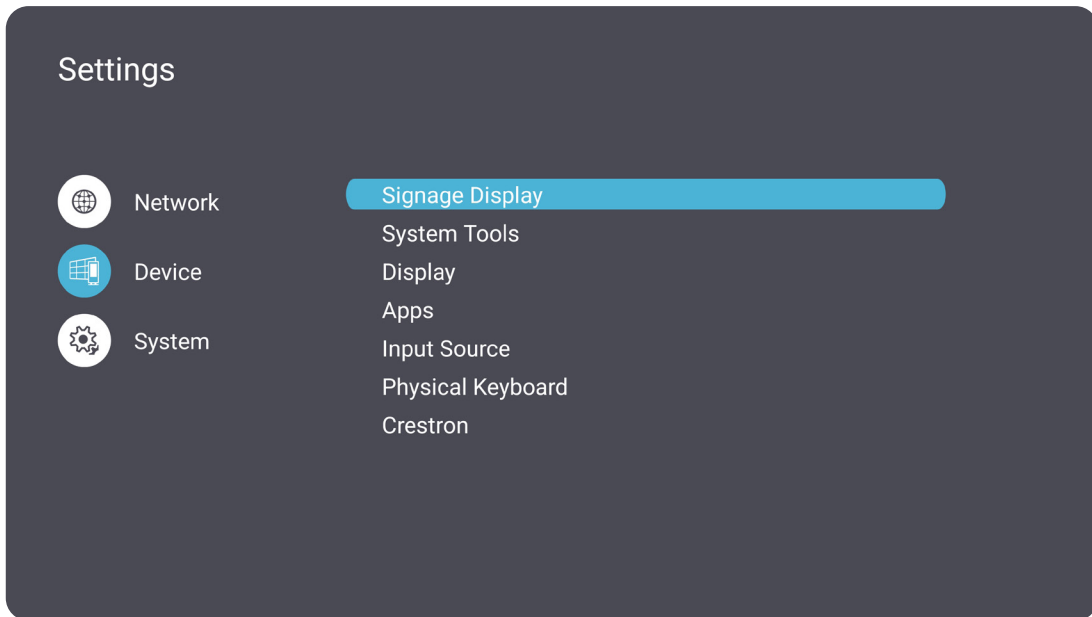 Settings
Network
Device
System
Signage Display
System Tools
Display
Apps
Input Source
Physical Keyboard
Crestron